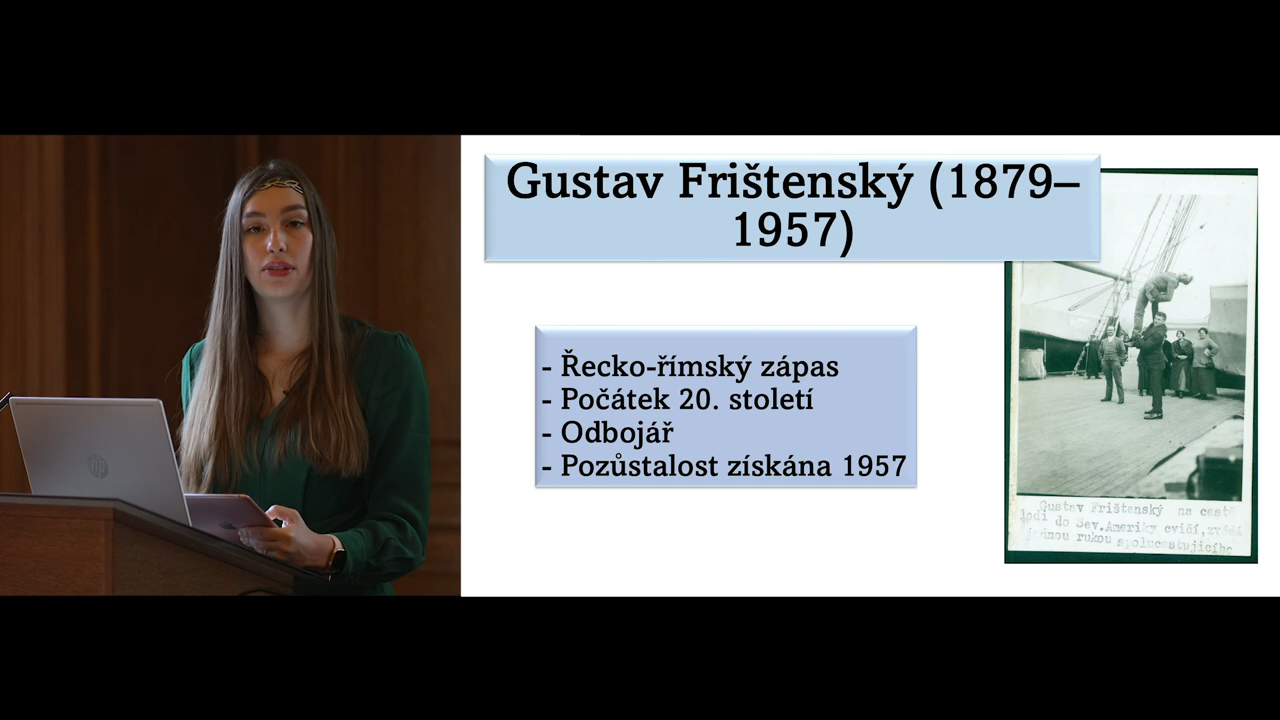 Gustav Frištenský (1879–
1957)
- Řecko-římský zápas
- Počátek 20. století
- Odbojář
- Pozůstalost získána 1957
Gustav Frištenský na cestě
lodi do Sev.Ameriky cvičí,zvedá
jednou rukou spolucestujícího
hp